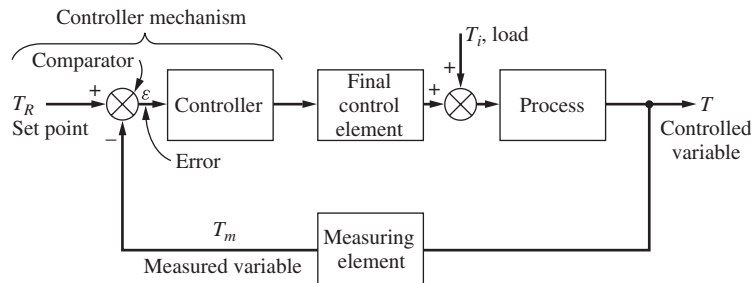 Controller mechanism
Comparator
T_i, load
+
+
ε
+
T_R
Set point
Controller
Final
control
element
Process
T
Controlled
variable
−
Error
T_m
Measured variable
Measuring
element